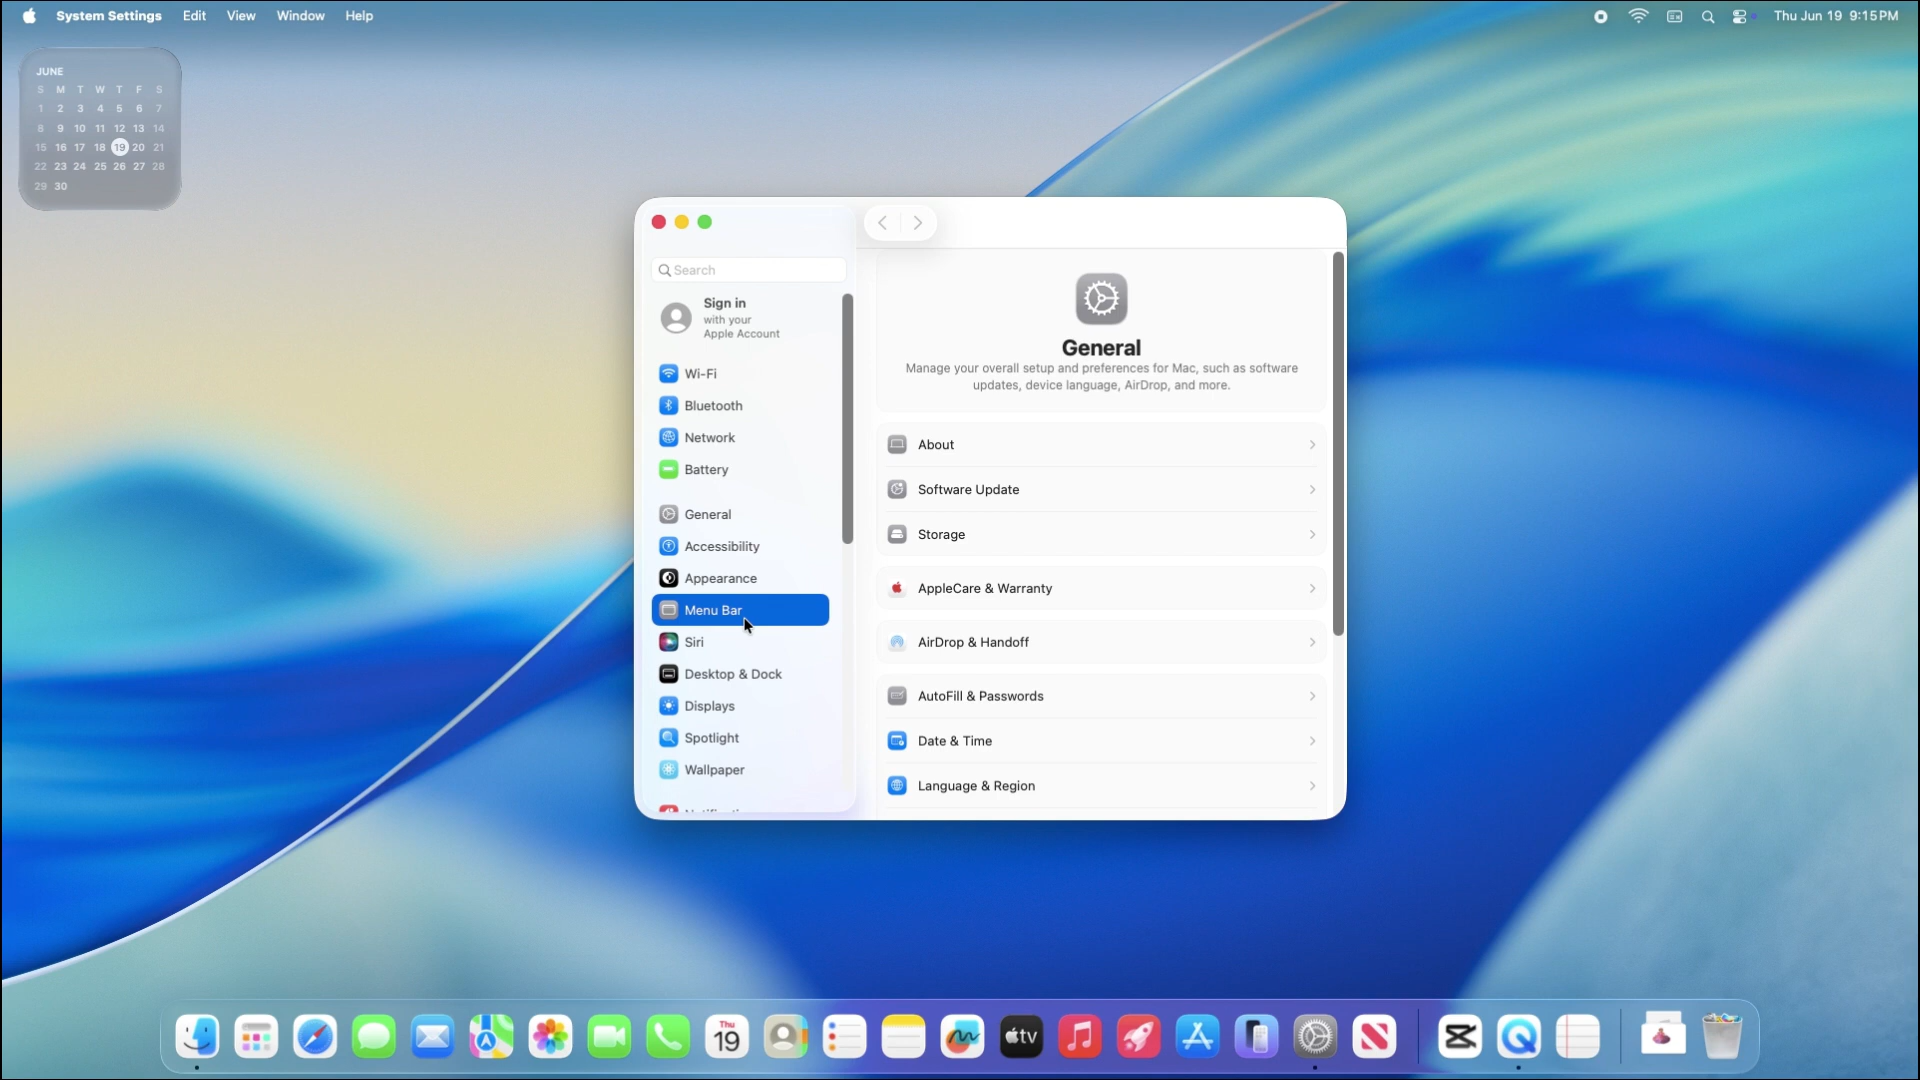 System Settings Edit View Window Help
Thu Jun 19 9:15 PM
JUNE
S M T W T F S
1 2 3 4 5 6 7
8 9 10 11 12 13 14
15 16 17 18 19 20 21
22 23 24 25 26 27 28
29 30
Search
Sign in
with your
Apple Account
Wi-Fi
Bluetooth
Network
Battery
General
Accessibility
Appearance
Menu Bar
Siri
Desktop & Dock
Displays
Spotlight
Wallpaper
General
Manage your overall setup and preferences for Mac, such as software
updates, device language, AirDrop, and more.
About
Software Update
Storage
AppleCare & Warranty
AirDrop & Handoff
AutoFill & Passwords
Date & Time
Language & Region
Thu
19
tv